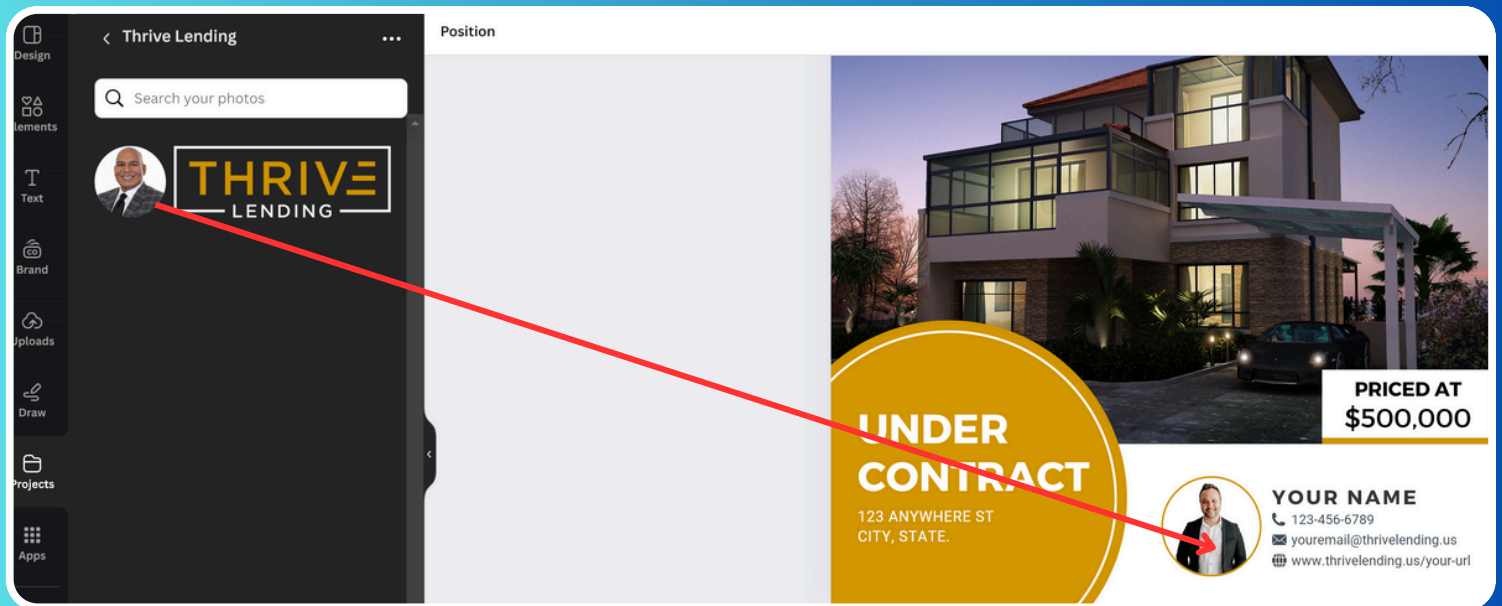 Design
Thrive Lending
Position
Search your photos
lements
Text
THRIVE
LENDING
Brand
Jploads
Draw
Projects
Apps
PRICED AT
$500,000
UNDER
CONTRACT
123 ANYWHERE ST
CITY, STATE.
YOUR NAME
123-456-6789
youremail@thrivelending.us
www.thrivelending.us/your-url